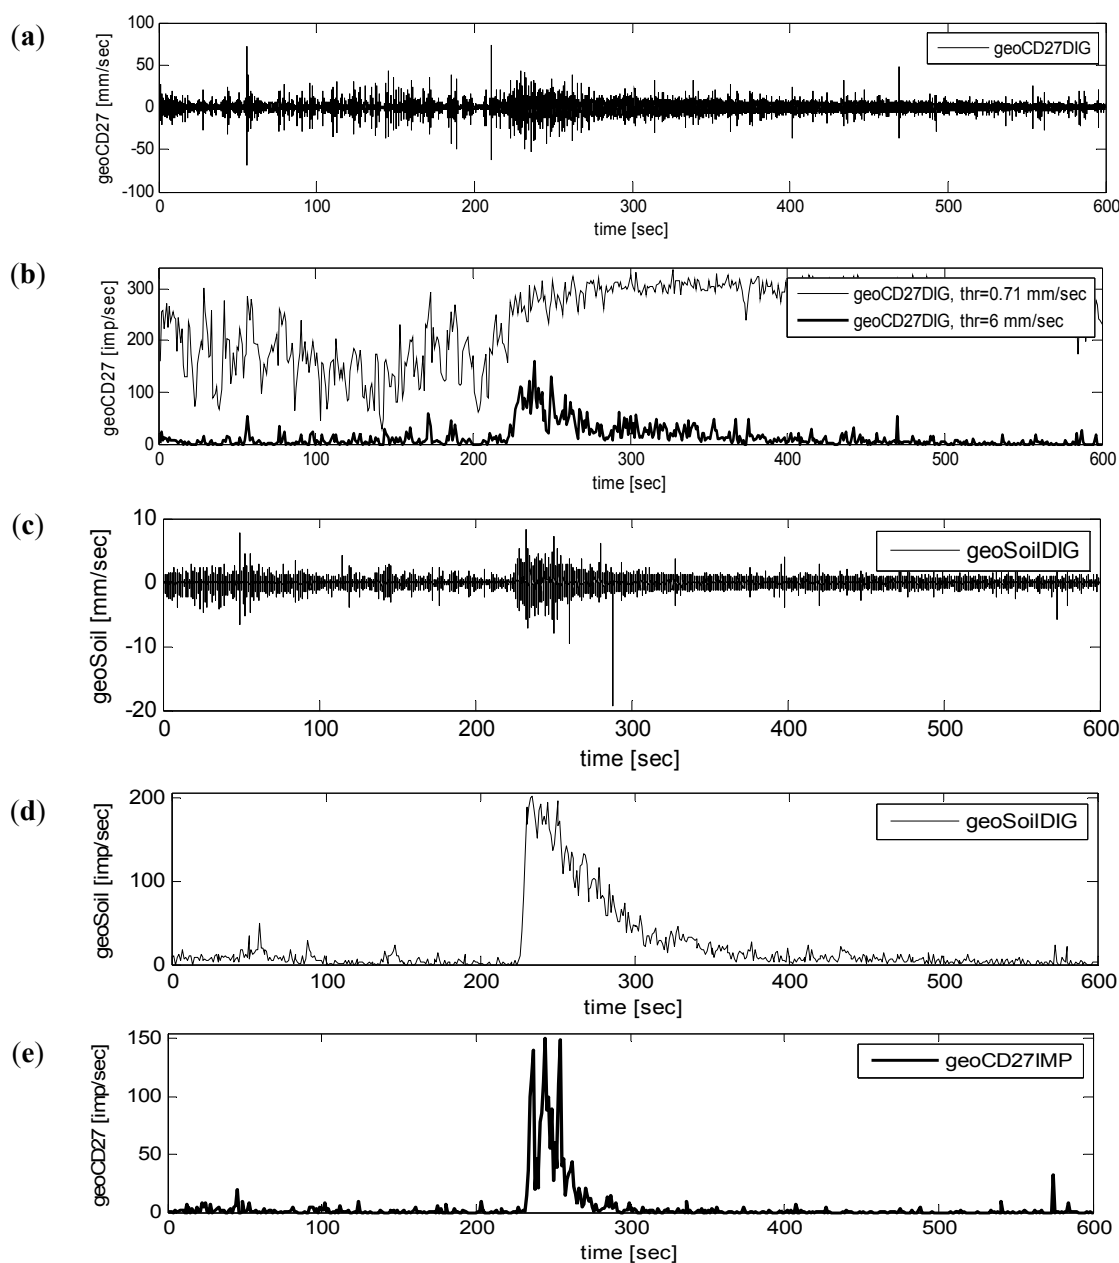 (a)
geoCD27 [mm/sec]
100
50
0
-50
-100
geoCD27DIG
0 100 200 300 400 500 600
time [sec]
(b)
geoCD27 [imp/sec]
300
200
100
0
geoCD27DIG, thr=0.71 mm/sec
geoCD27DIG, thr=6 mm/sec
0 100 200 300 400 500 600
time [sec]
(c)
geoSoil [mm/sec]
10
0
-10
-20
geoSoilDIG
0 100 200 300 400 500 600
time [sec]
(d)
geoSoil [imp/sec]
200
100
0
geoSoilDIG
0 100 200 300 400 500 600
time [sec]
(e)
geoCD27 [imp/sec]
150
100
50
0
geoCD27IMP
0 100 200 300 400 500 600
time [sec]